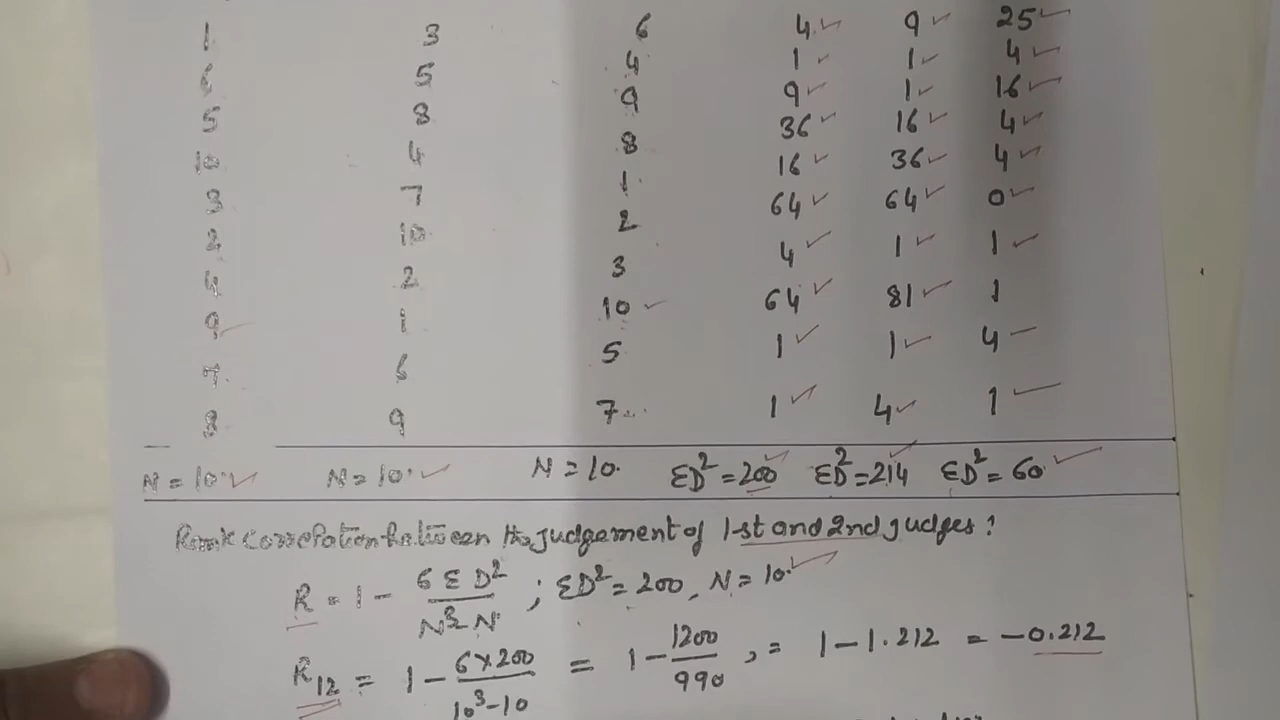 1 3 6 4 9 25
6 5 4 1 1 4
5 8 9 9 1 16
10 4 8 36 16 4
3 7 1 16 36 4
2 10 2 64 64 0
4 2 3 4 1 1
9 1 10 64 81 1
7 6 5 1 1 4
8 9 7 1 4 1
N = 10 N = 10 N = 10 ΣD² = 200 ΣD² = 214 ΣD² = 60
Rank correlation between the judgement of 1st and 2nd judges:
R = 1 - 6 Σ D² / N³ N ; ΣD² = 200, N = 10
R12 = 1 - 6×200 / 10³-10 = 1 - 1200 / 990 , = 1 - 1.212 = -0.212